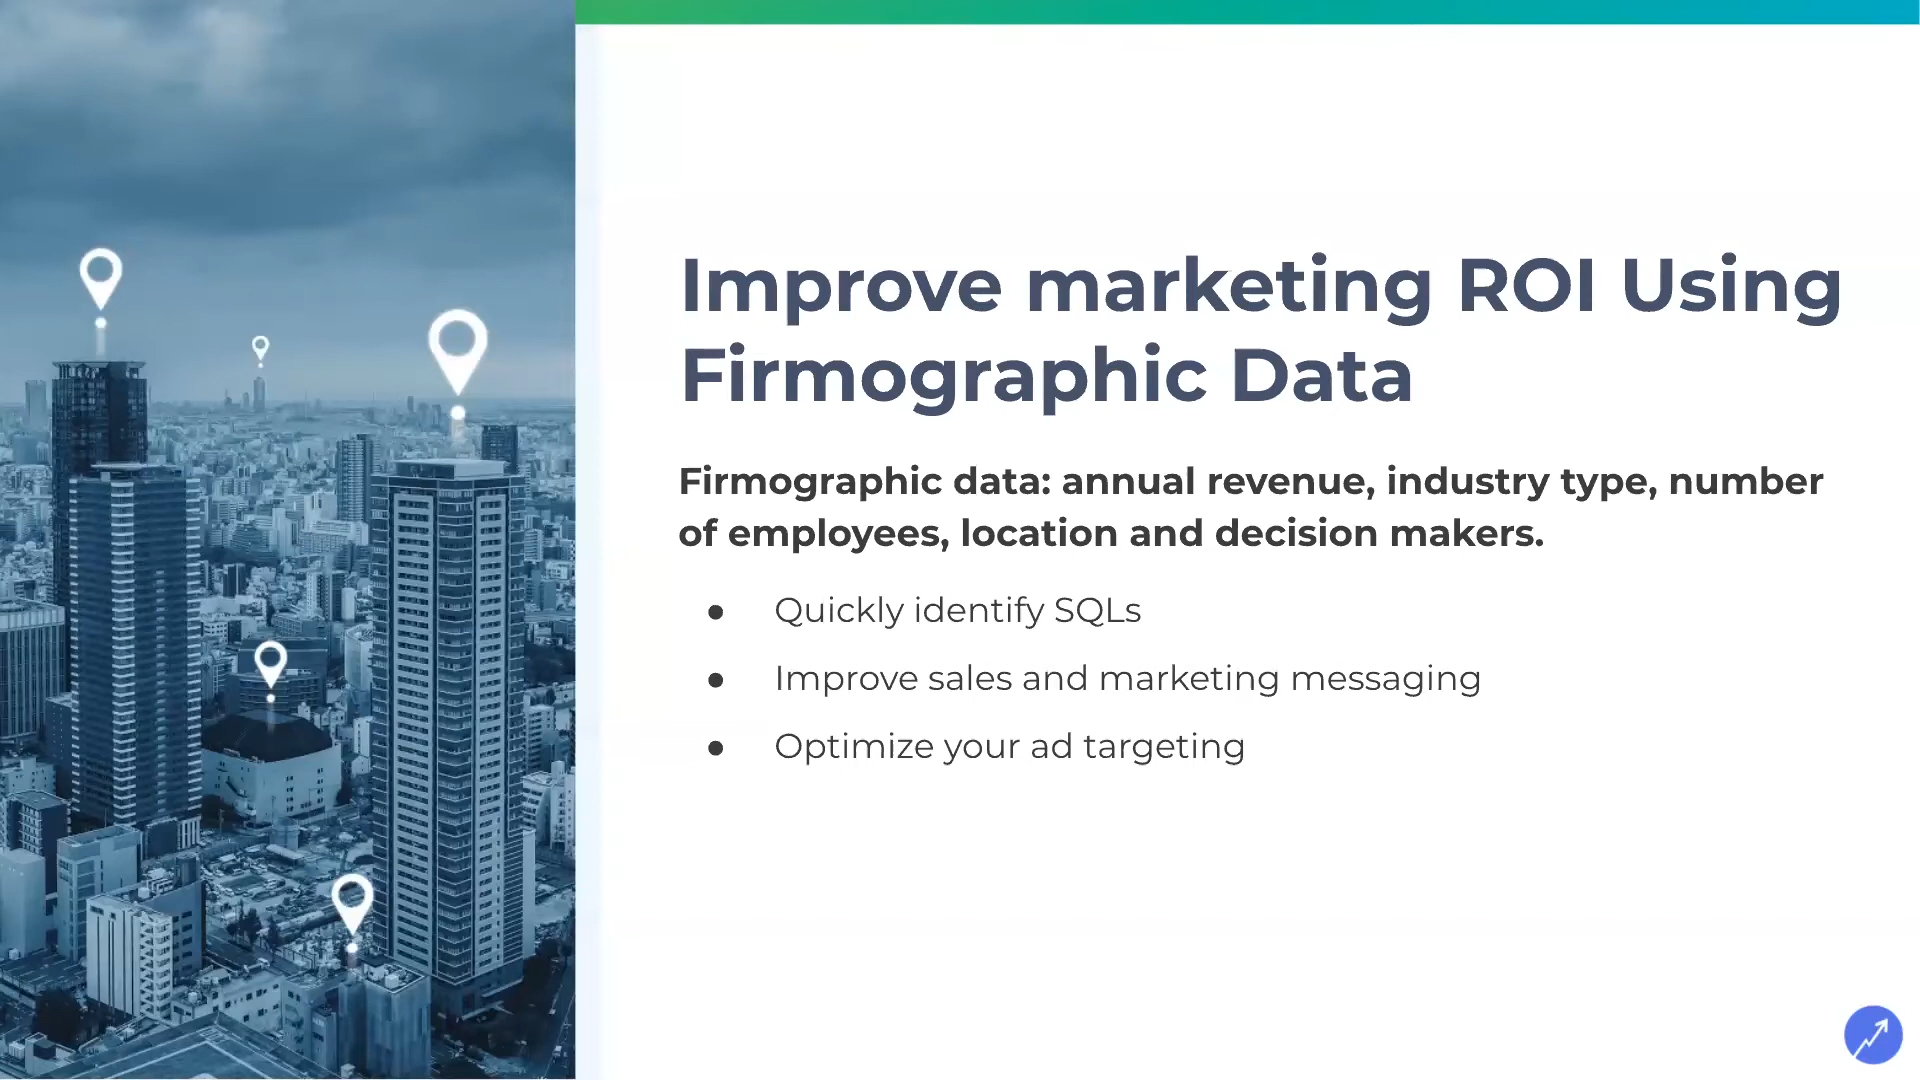 Improve marketing ROI Using
Firmographic Data
Firmographic data: annual revenue, industry type, number
of employees, location and decision makers.
● Quickly identify SQLs
● Improve sales and marketing messaging
● Optimize your ad targeting